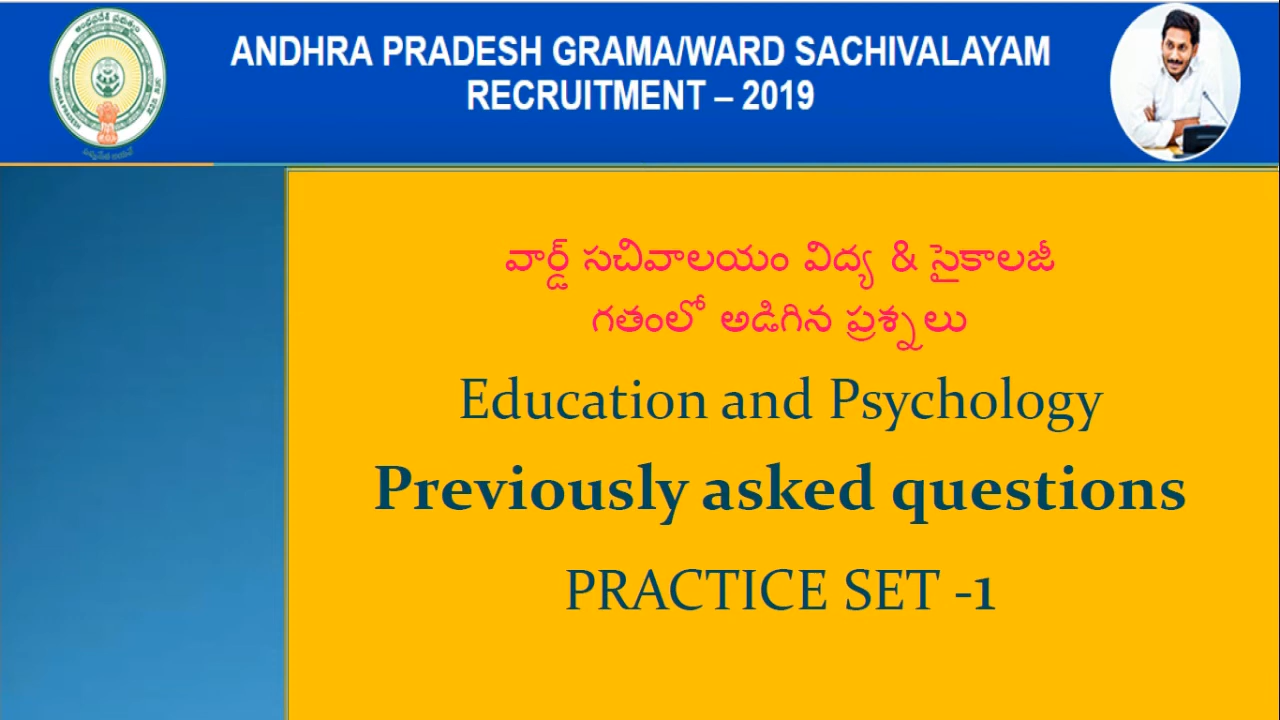 ANDHRA PRADESH GRAMA/WARD SACHIVALAYAM
RECRUITMENT – 2019
వార్డ్ సచివాలయం విద్య & సైకాలజీ
గతంలో అడిగిన ప్రశ్నలు
Education and Psychology
Previously asked questions
PRACTICE SET -1